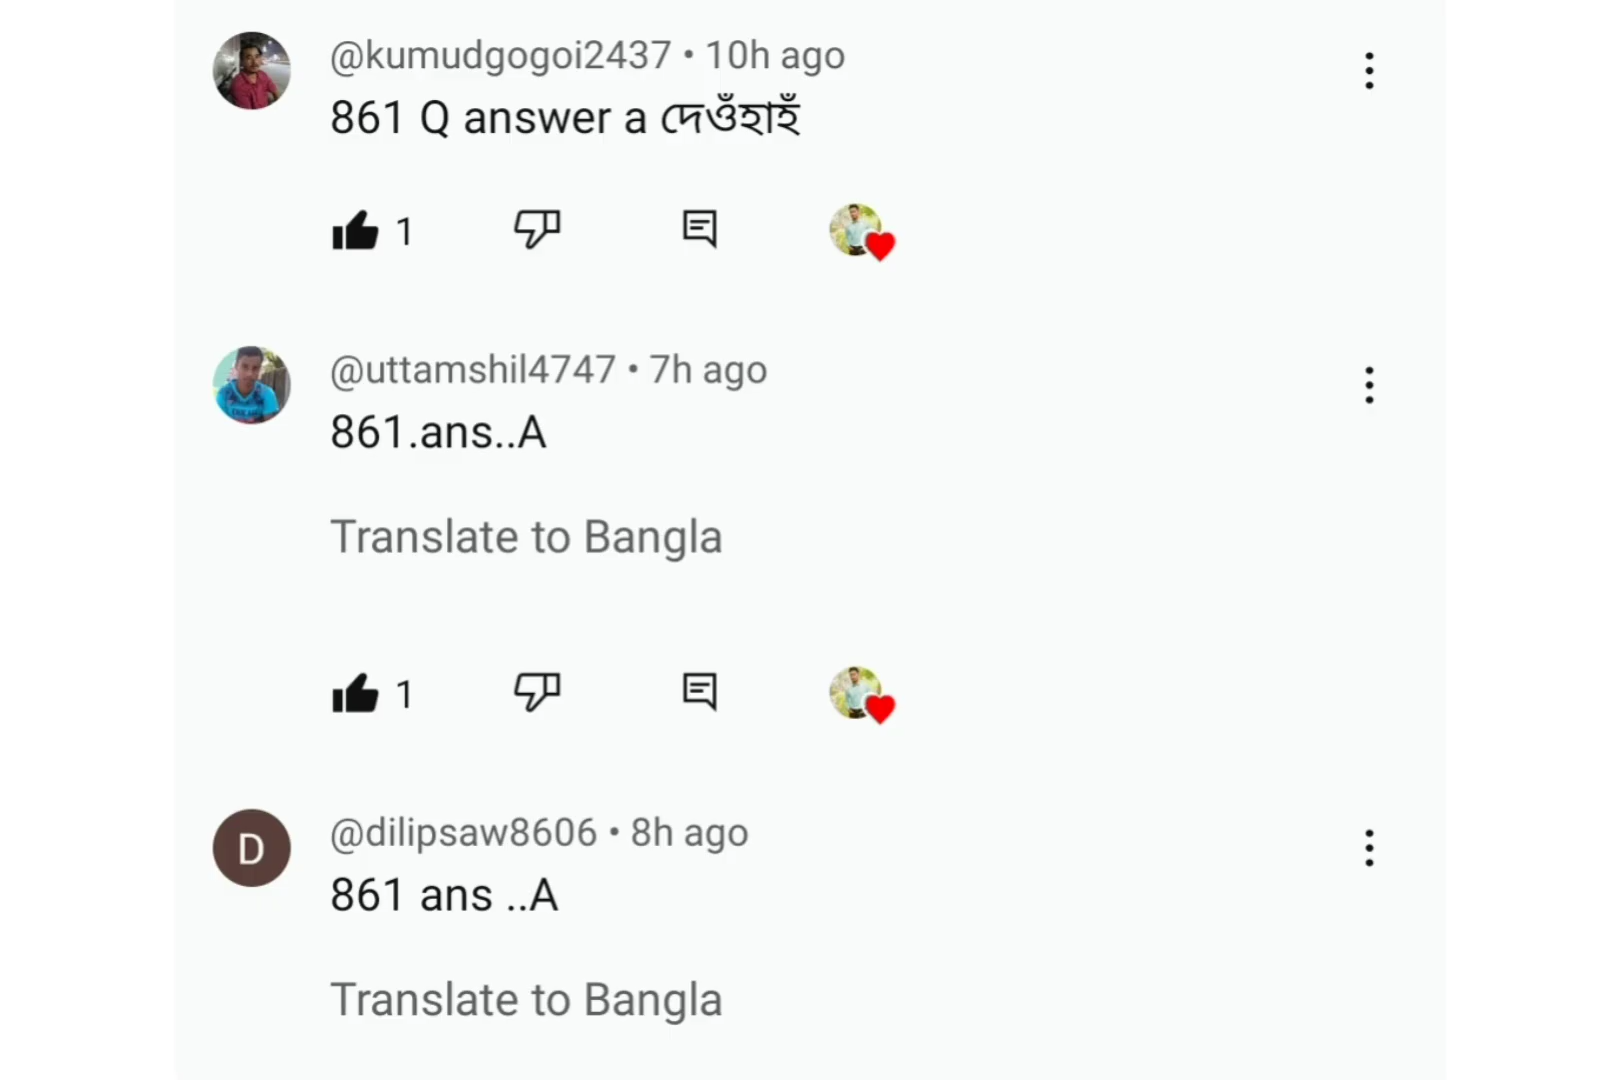 @kumudgogoi2437 • 10h ago
861 Q answer a দেওঁহাহঁ
1
@uttamshil4747 • 7h ago
861.ans..A
Translate to Bangla
1
D
@dilipsaw8606 • 8h ago
861 ans ..A
Translate to Bangla